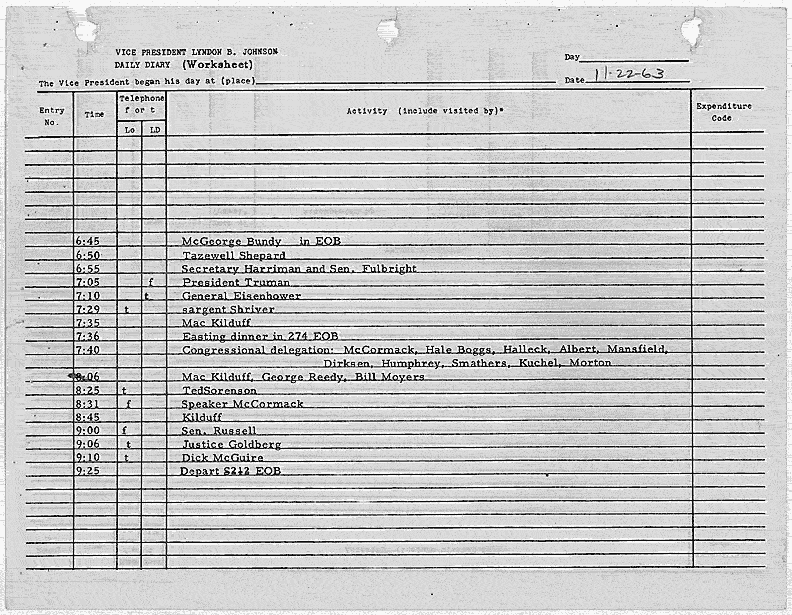 VICE PRESIDENT LYNDON B. JOHNSON
DAILY DIARY (Worksheet)
Day
The Vice President began his day at (place)
Date 11-22-63
Entry No. Time Telephone f or t Lo LD Activity (include visited by)* Expenditure Code
6:45 McGeorge Bundy in EOB
6:50 Tazewell Shepard
6:55 Secretary Harriman and Sen. Fulbright
7:05 f President Truman
7:10 t General Eisenhower
7:29 t sargent Shriver
7:35 Mac Kilduff
7:36 Easting dinner in 274 EOB
7:40 Congressional delegation: McCormack, Hale Boggs, Halleck, Albert, Mansfield,
Dirksen, Humphrey, Smathers, Kuchel, Morton
8:06 Mac Kilduff, George Reedy, Bill Moyers
8:25 t TedSorenson
8:31 f Speaker McCormack
8:45 Kilduff
9:00 f Sen. Russell
9:06 t Justice Goldberg
9:10 t Dick McGuire
9:25 Depart S212 EOB